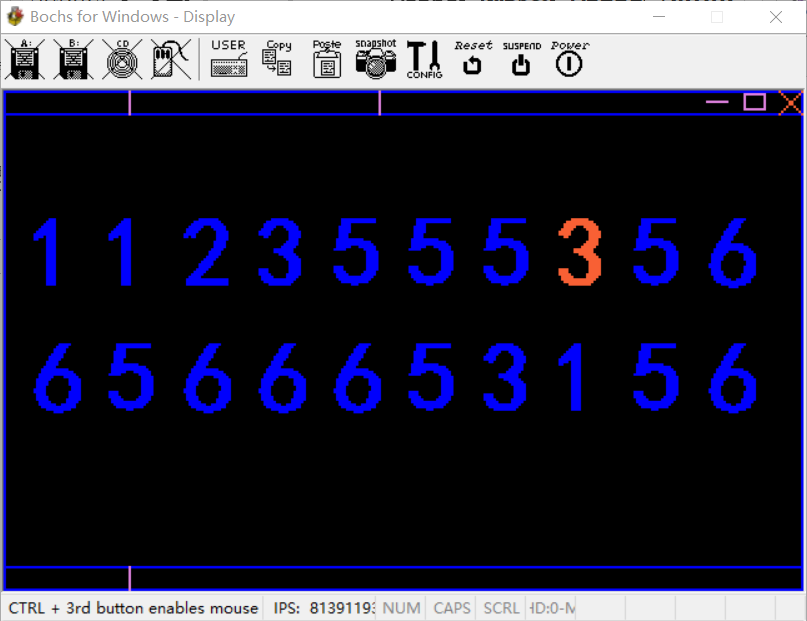 Bochs for Windows - Display
A: B: CD USER Copy Paste snapshot CONFIG Reset SUSPEND Power
1 1 2 3 5 5 5 3 5 6
6 5 6 6 6 5 3 1 5 6
CTRL + 3rd button enables mouse IPS: 8139119 NUM CAPS SCRL HD:0-M